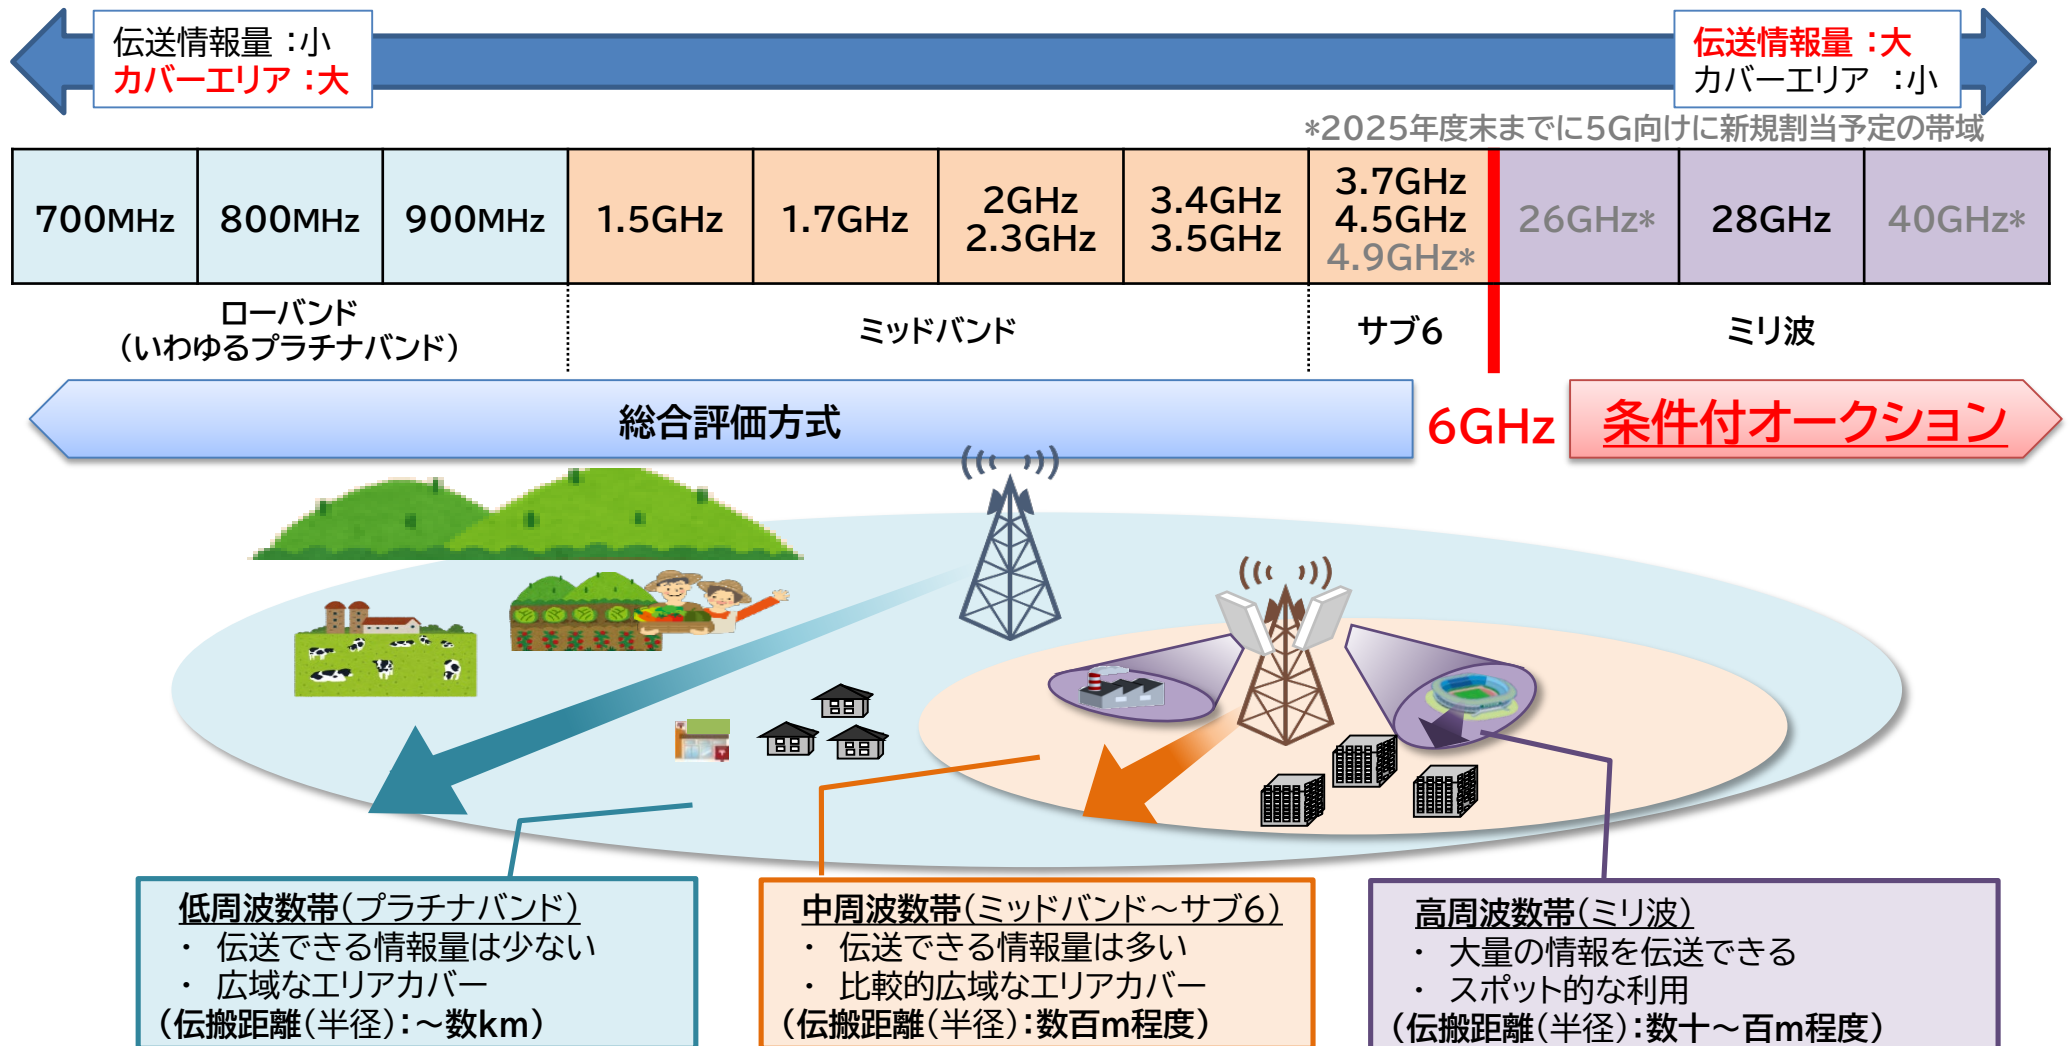 伝送情報量 ：小
カバーエリア ：大
伝送情報量 ：大
カバーエリア ：小
*2025年度末までに5G向けに新規割当予定の帯域
700MHz
800MHz
900MHz
1.5GHz
1.7GHz
2GHz
2.3GHz
3.4GHz
3.5GHz
3.7GHz
4.5GHz
4.9GHz*
26GHz*
28GHz
40GHz*
ローバンド
（いわゆるプラチナバンド）
ミッドバンド
サブ6
ミリ波
総合評価方式
6GHz
条件付オークション
低周波数帯（プラチナバンド）
・ 伝送できる情報量は少ない
・ 広域なエリアカバー
（伝搬距離（半径）：～数km）
中周波数帯（ミッドバンド～サブ6）
・ 伝送できる情報量は多い
・ 比較的広域なエリアカバー
（伝搬距離（半径）：数百m程度）
高周波数帯（ミリ波）
・ 大量の情報を伝送できる
・ スポット的な利用
（伝搬距離（半径）：数十～百m程度）